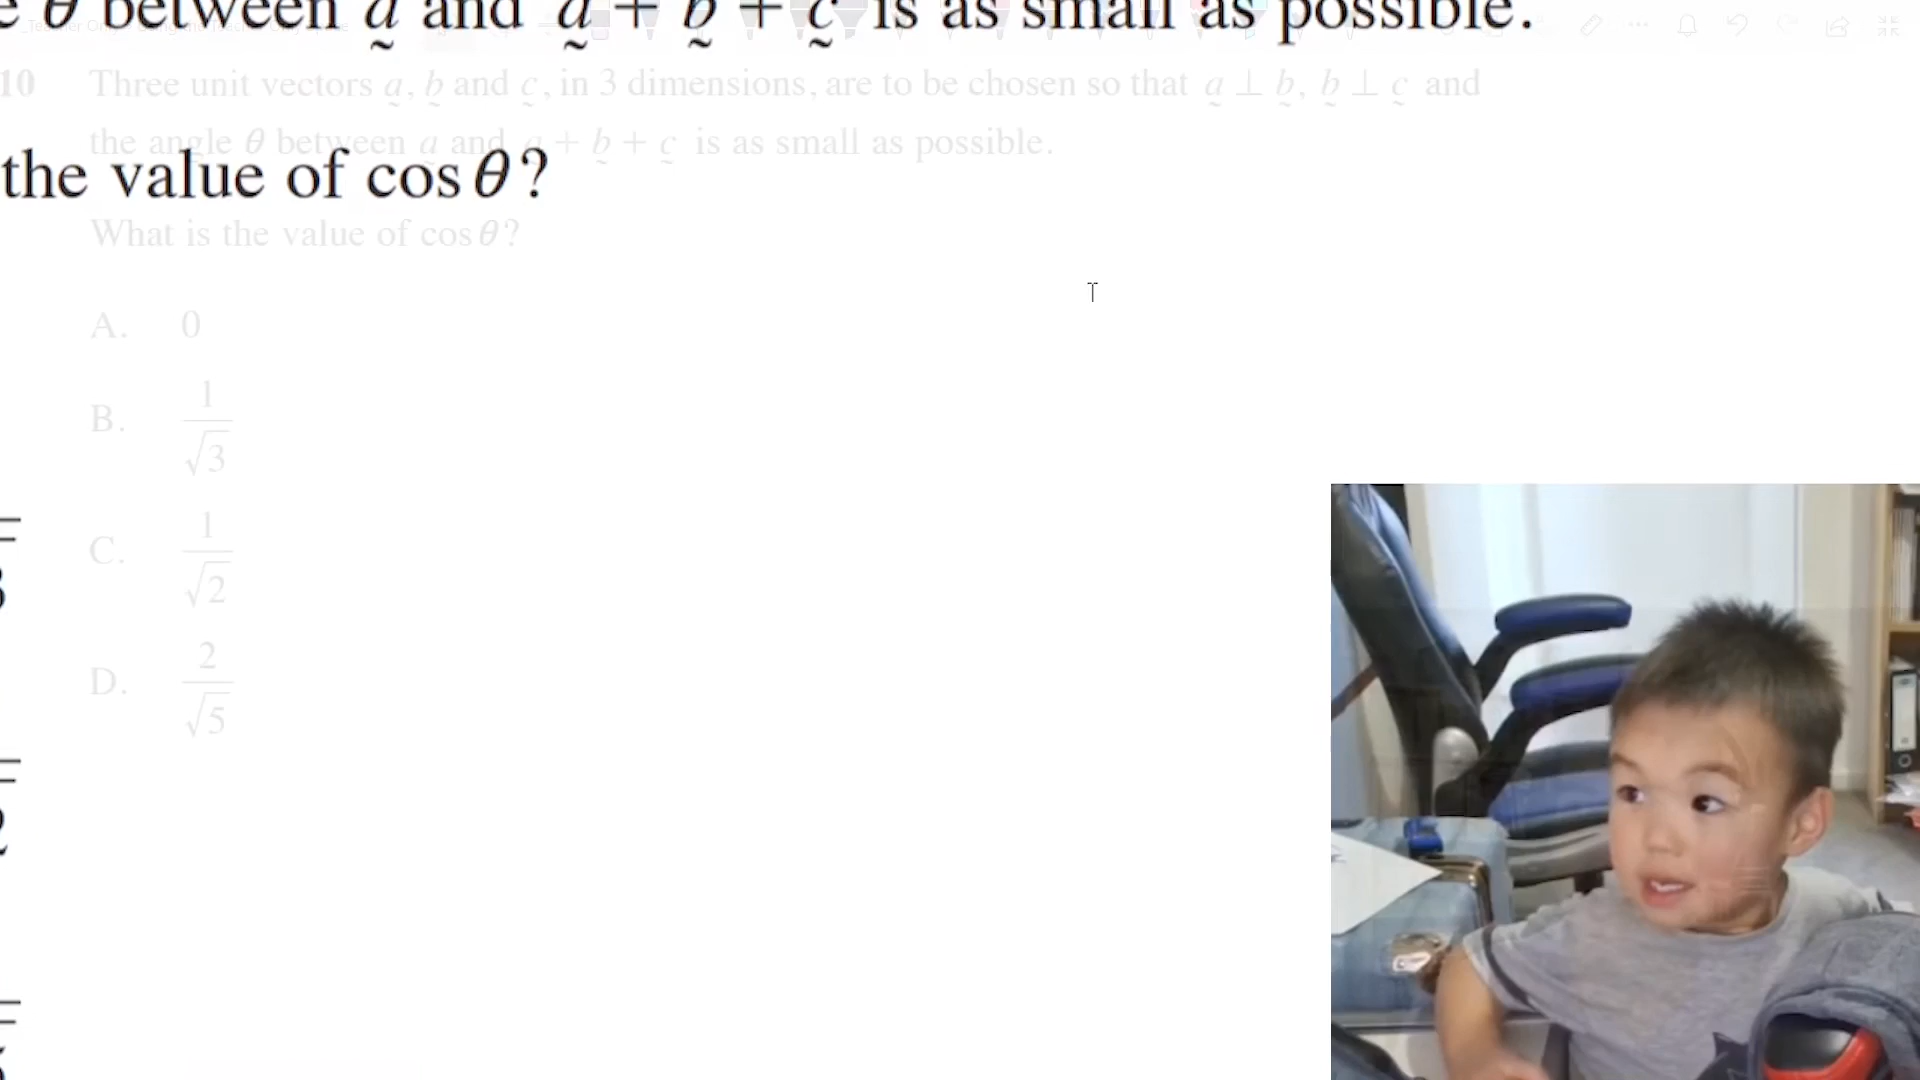 θ between a and a + b + c is as small as possible.
10 Three unit vectors a, b and c, in 3 dimensions, are to be chosen so that a ⊥ b, b ⊥ c and
the angle θ between a and a + b + c is as small as possible.
the value of cos θ?
What is the value of cos θ?
A. 0
B. 1/√3
C. 1/√2
D. 2/√5